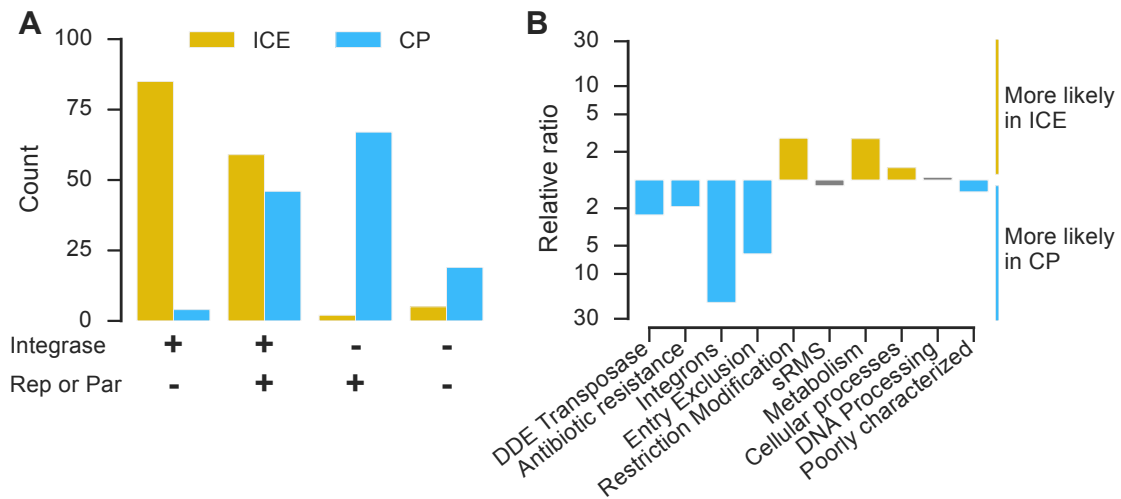 A
100
75
50
25
0
Count
ICE
CP
Integrase + + - -
Rep or Par - + + -
B
30
10
5
2
2
5
10
30
Relative ratio
More likely
in ICE
More likely
in CP
DDE Transposase
Antibiotic resistance
Integrons
Entry Exclusion
Restriction Modification
sRMS
Metabolism
Cellular processes
DNA Processing
Poorly characterized